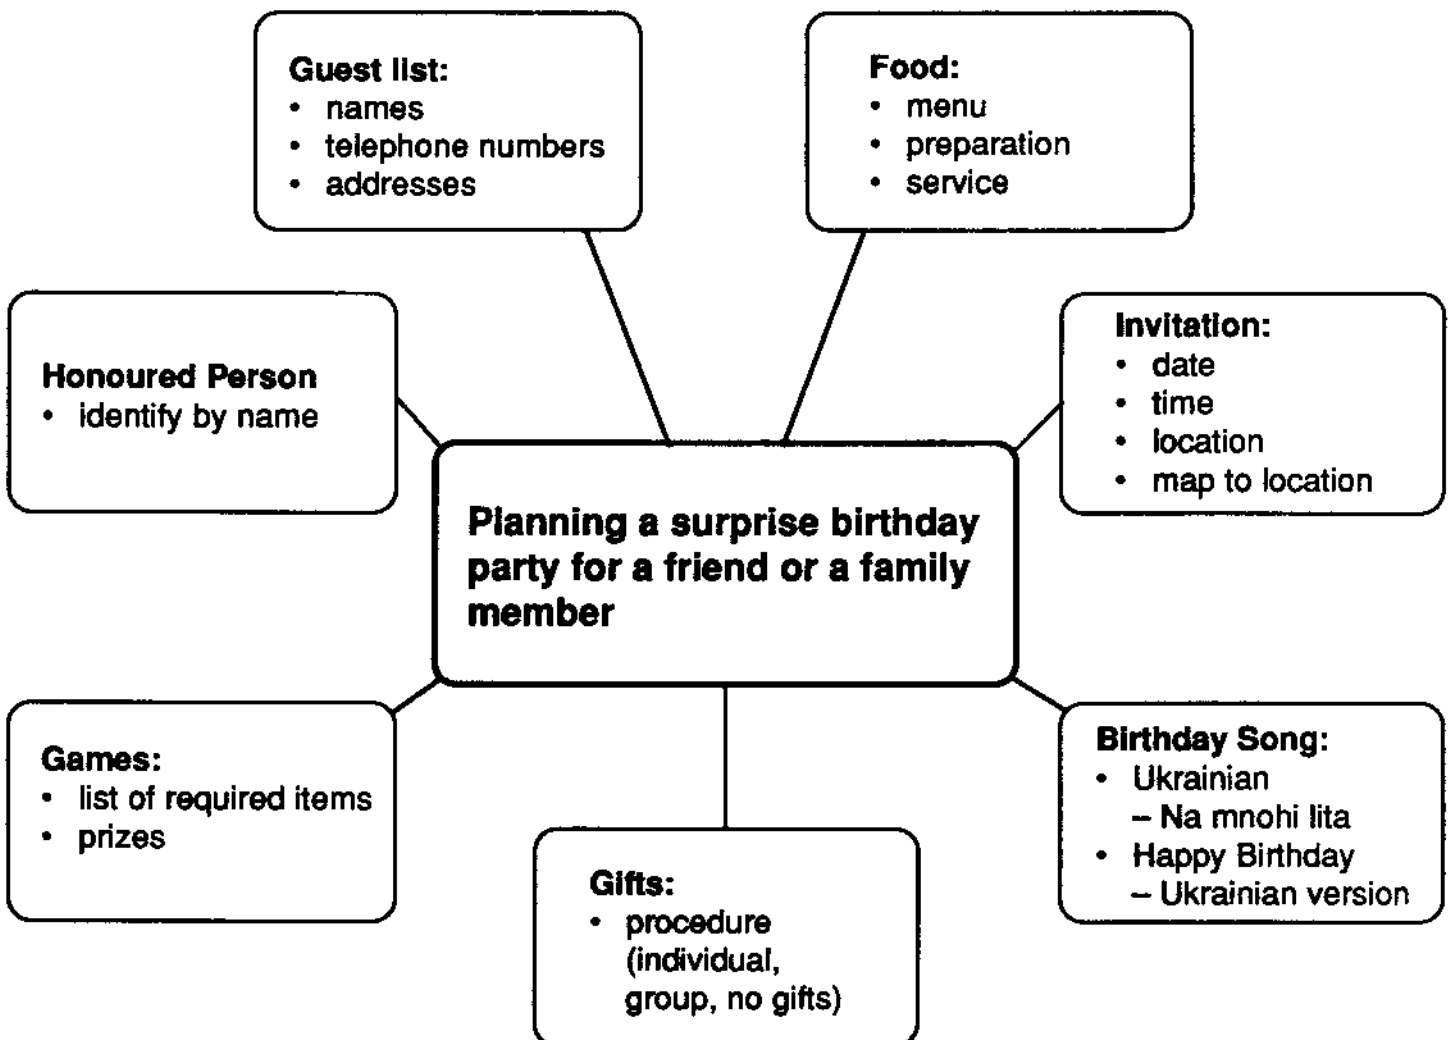 Guest list:
• names
• telephone numbers
• addresses
Food:
• menu
• preparation
• service
Honoured Person
• identify by name
Invitation:
• date
• time
• location
• map to location
Planning a surprise birthday
party for a friend or a family
member
Games:
• list of required items
• prizes
Gifts:
• procedure
(individual,
group, no gifts)
Birthday Song:
• Ukrainian
– Na mnohi lita
• Happy Birthday
– Ukrainian version